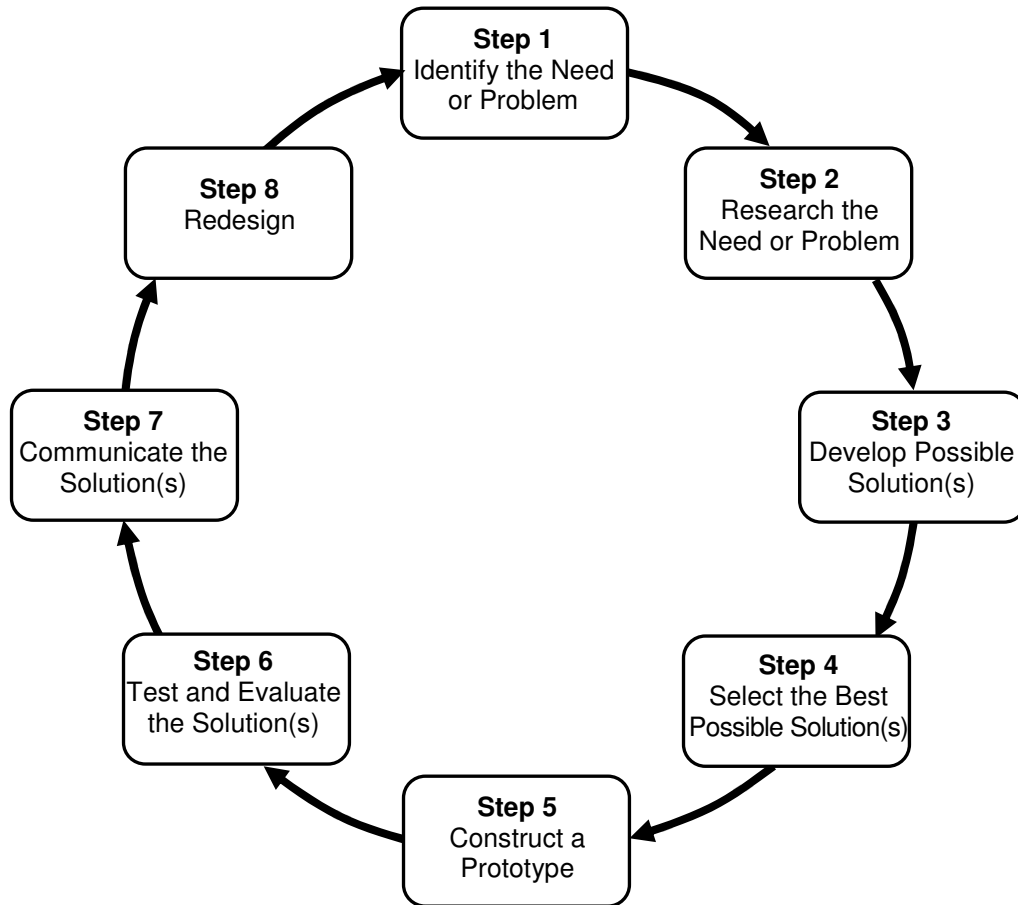 Step 1
Identify the Need
or Problem
Step 2
Research the
Need or Problem
Step 3
Develop Possible
Solution(s)
Step 4
Select the Best
Possible Solution(s)
Step 5
Construct a
Prototype
Step 6
Test and Evaluate
the Solution(s)
Step 7
Communicate the
Solution(s)
Step 8
Redesign